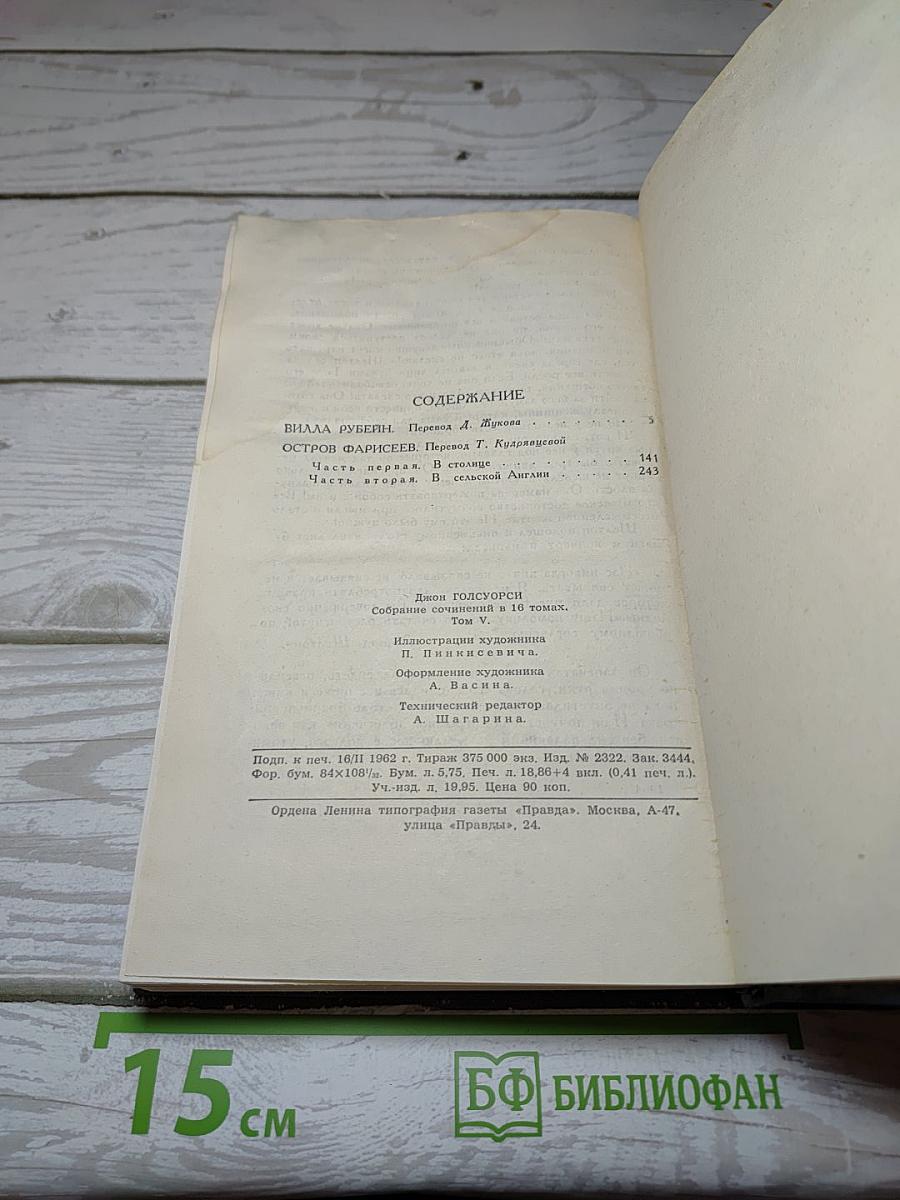 СОДЕРЖАНИЕ
ВИЛЛА РУБЕЙН. Перевод Д. Жукова . . . . . . . . 5
ОСТРОВ ФАРИСЕЕВ. Перевод Т. Кудрявцевой
Часть первая. В столице . . . . . . . . . 141
Часть вторая. В сельской Англии . . . . . 243
Джон ГОЛСУОРСИ
Собрание сочинений в 16 томах.
Том V.
Иллюстрации художника
П. Пинкисевича.
Оформление художника
А. Васина.
Технический редактор
А. Шагарина.
Подп. к печ. 16/II 1962 г. Тираж 375 000 экз. Изд. № 2322. Зак. 3444.
Фор. бум. 84×108¹/₃₂. Бум. л. 5,75. Печ. л. 18,86+4 вкл. (0,41 печ. л.).
Уч.-изд. л. 19,95. Цена 90 коп.
Ордена Ленина типография газеты «Правда». Москва, А-47,
улица «Правды», 24.
15 см
БФ БИБЛИОФАН